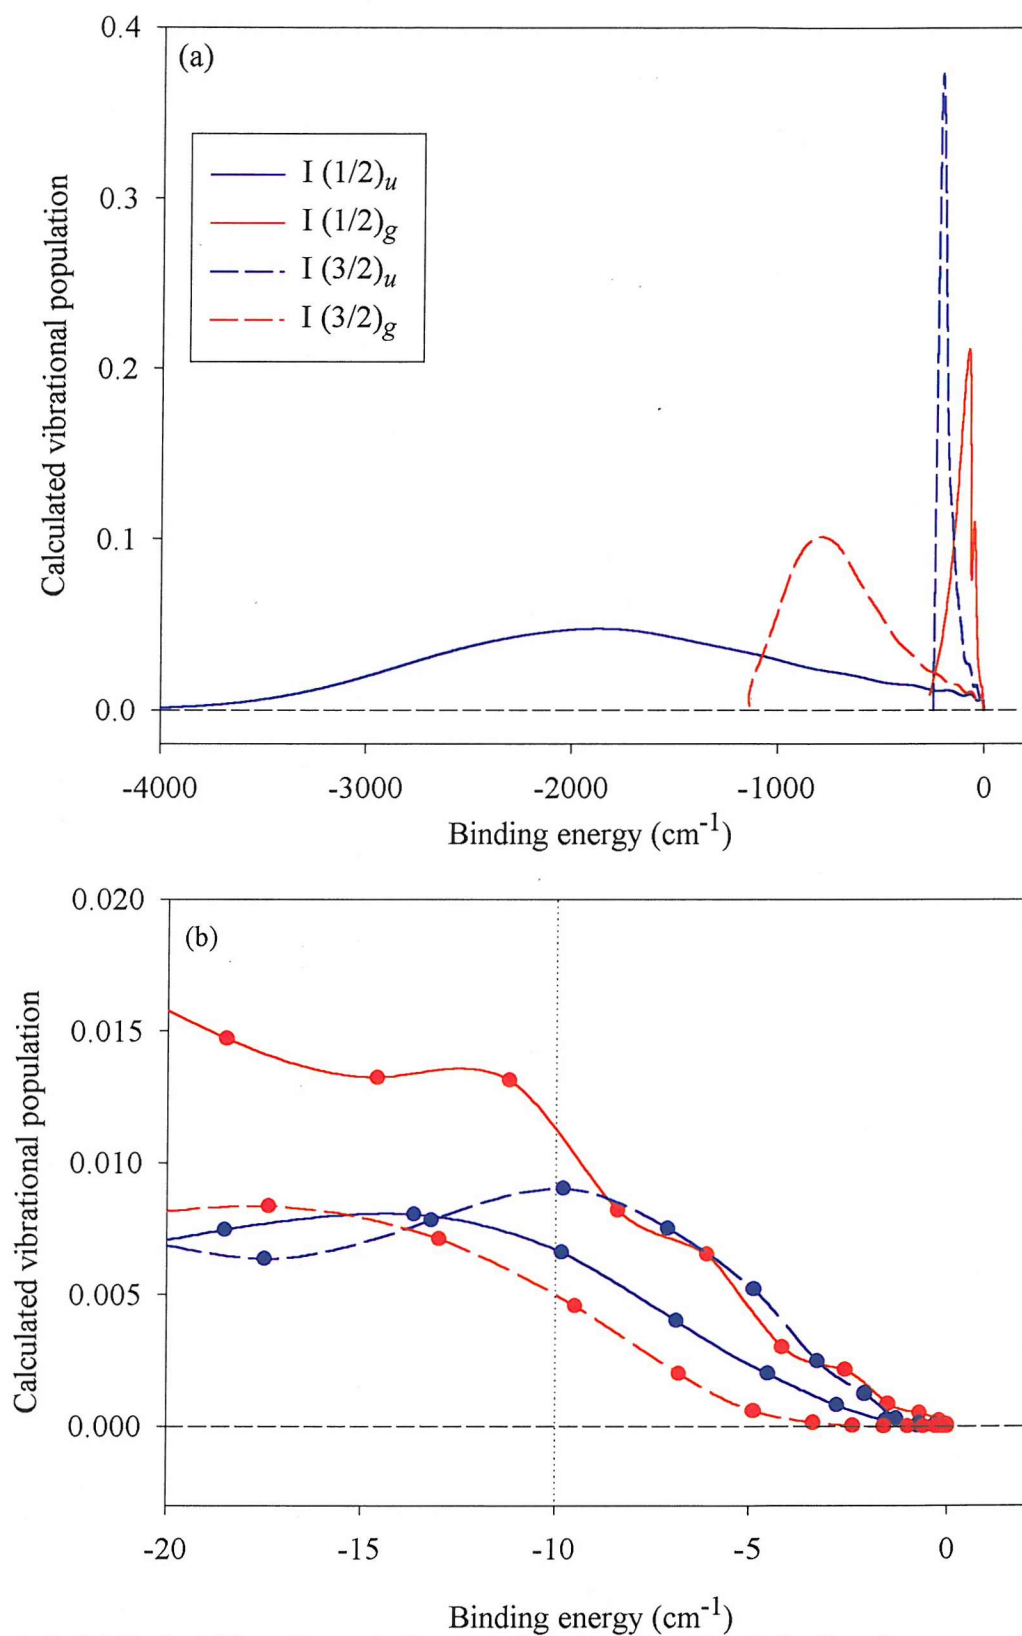 (a)
0.4
0.3
0.2
0.1
0.0
Calculated vibrational population
I (1/2)u
I (1/2)g
I (3/2)u
I (3/2)g
-4000 -3000 -2000 -1000 0
Binding energy (cm-1)
(b)
0.020
0.015
0.010
0.005
0.000
Calculated vibrational population
-20 -15 -10 -5 0
Binding energy (cm-1)